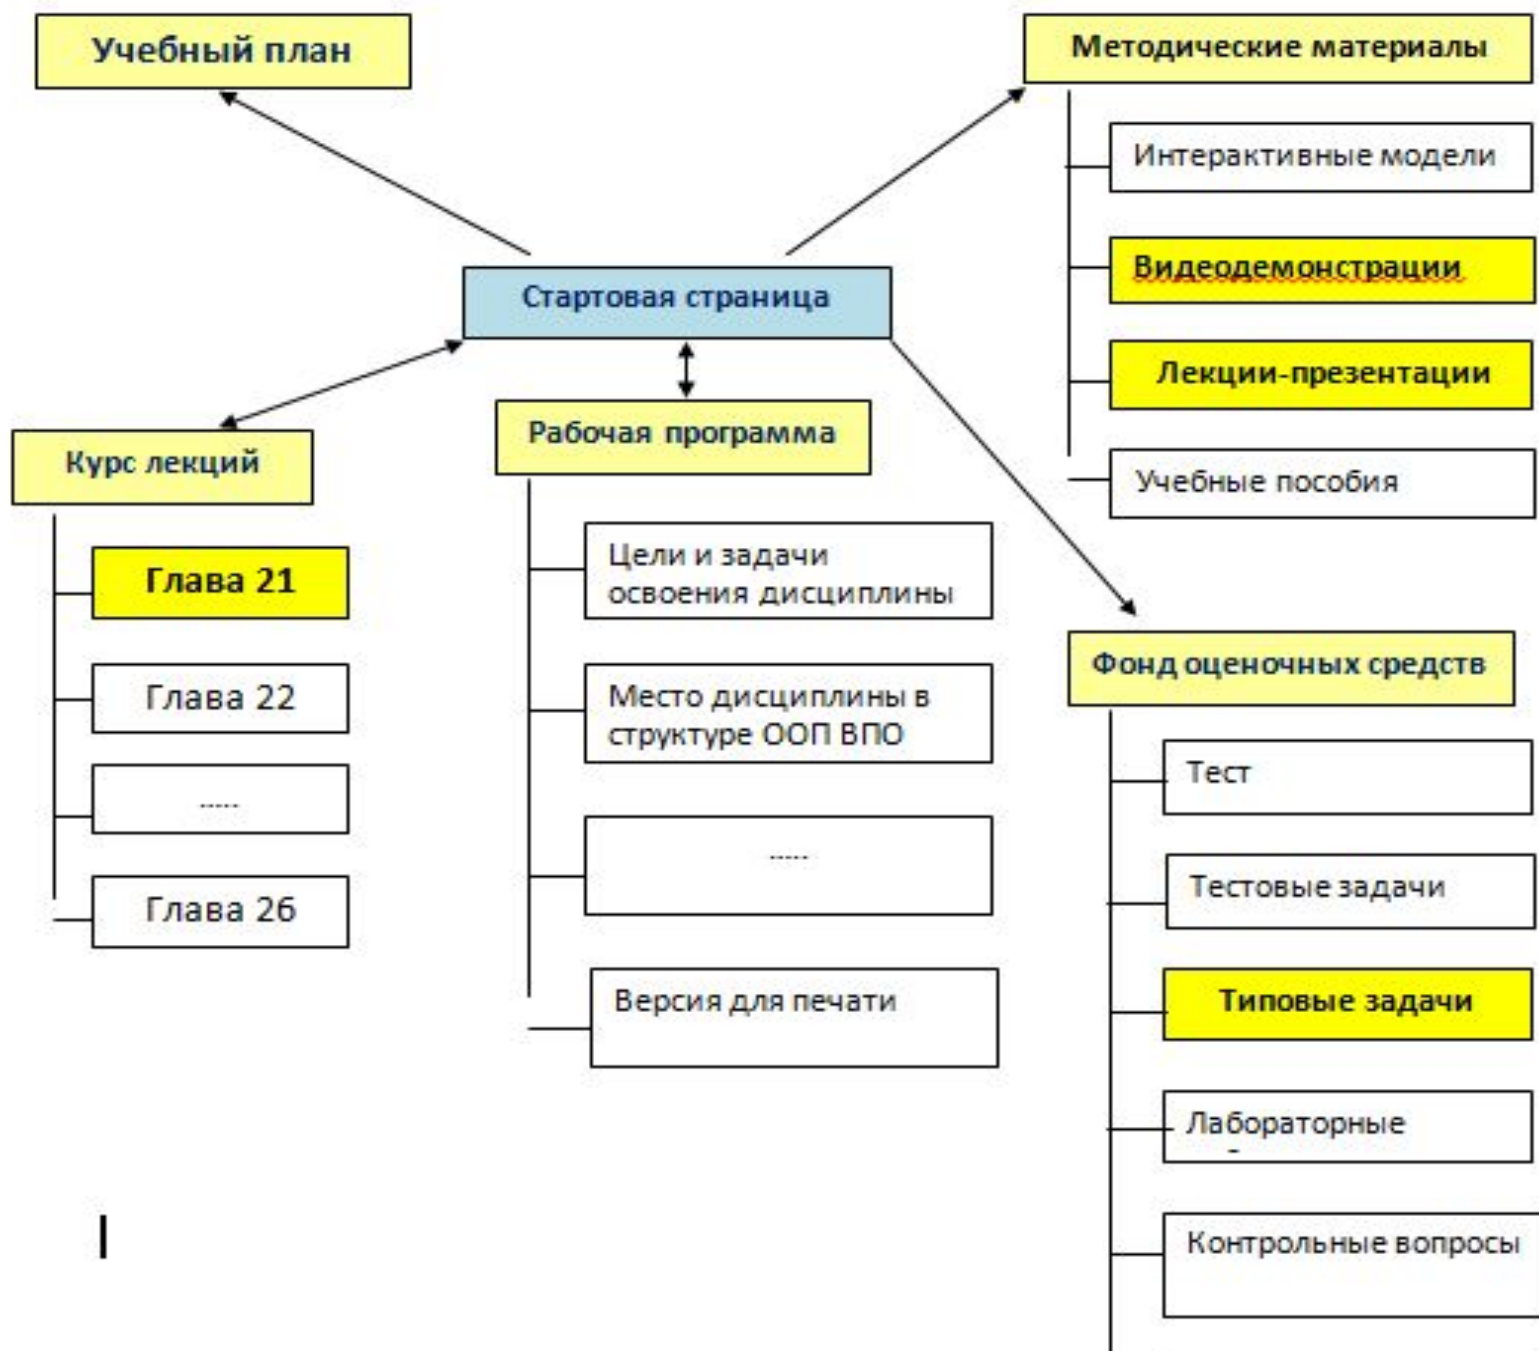 Учебный план
Методические материалы
Интерактивные модели
Видеодемонстрации
Лекции-презентации
Учебные пособия
Стартовая страница
Курс лекций
Глава 21
Глава 22
.....
Глава 26
Рабочая программа
Цели и задачи
освоения дисциплины
Место дисциплины в
структуре ООП ВПО
.....
Версия для печати
Фонд оценочных средств
Тест
Тестовые задачи
Типовые задачи
Лабораторные
Контрольные вопросы